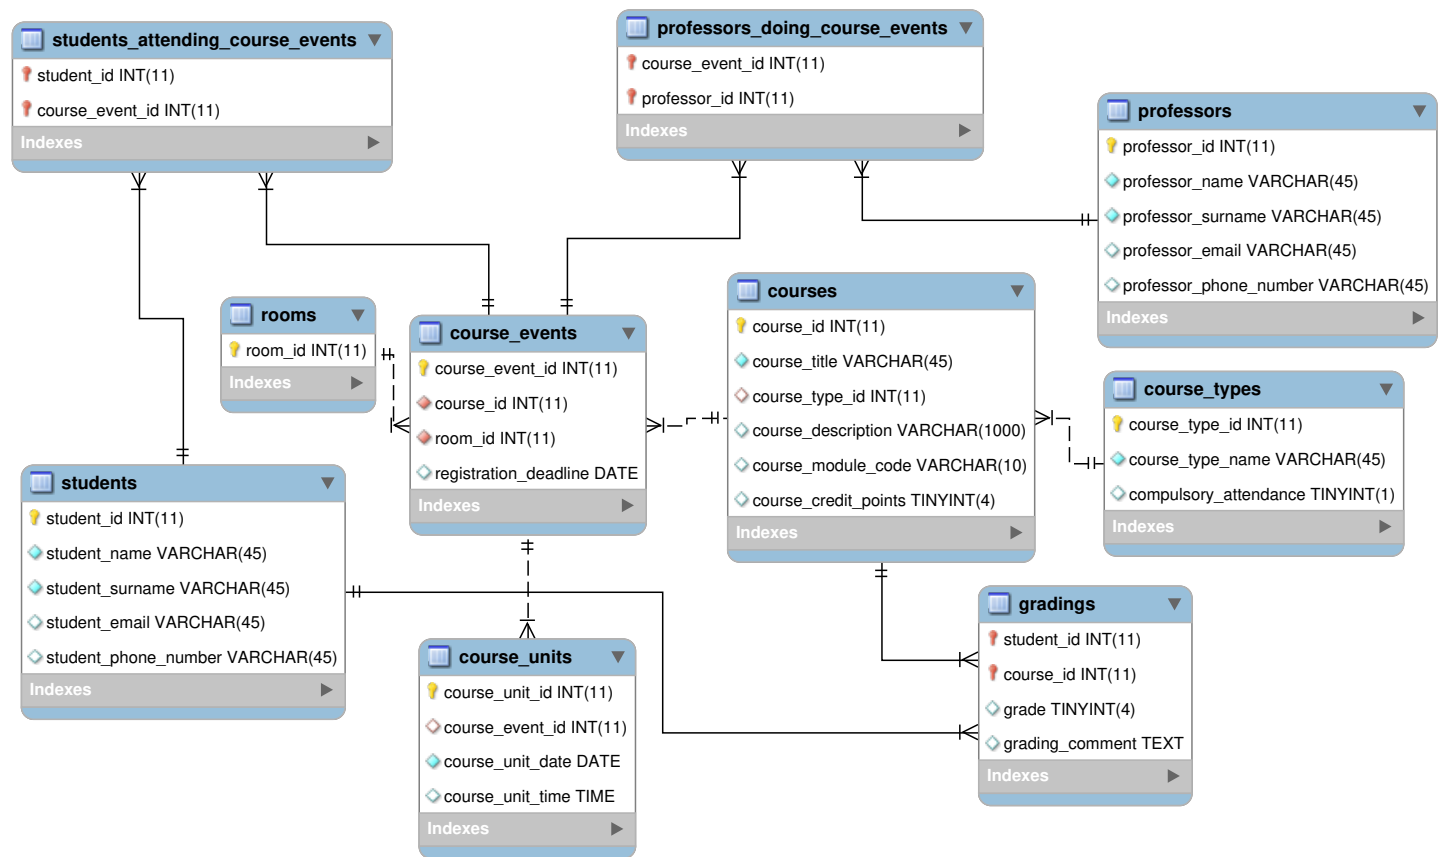 students_attending_course_events
student_id INT(11)
course_event_id INT(11)
Indexes
professors_doing_course_events
course_event_id INT(11)
professor_id INT(11)
Indexes
professors
professor_id INT(11)
professor_name VARCHAR(45)
professor_surname VARCHAR(45)
professor_email VARCHAR(45)
professor_phone_number VARCHAR(45)
Indexes
rooms
room_id INT(11)
Indexes
course_events
course_event_id INT(11)
course_id INT(11)
room_id INT(11)
registration_deadline DATE
Indexes
courses
course_id INT(11)
course_title VARCHAR(45)
course_type_id INT(11)
course_description VARCHAR(1000)
course_module_code VARCHAR(10)
course_credit_points TINYINT(4)
Indexes
course_types
course_type_id INT(11)
course_type_name VARCHAR(45)
compulsory_attendance TINYINT(1)
Indexes
students
student_id INT(11)
student_name VARCHAR(45)
student_surname VARCHAR(45)
student_email VARCHAR(45)
student_phone_number VARCHAR(45)
Indexes
course_units
course_unit_id INT(11)
course_event_id INT(11)
course_unit_date DATE
course_unit_time TIME
Indexes
gradings
student_id INT(11)
course_id INT(11)
grade TINYINT(4)
grading_comment TEXT
Indexes